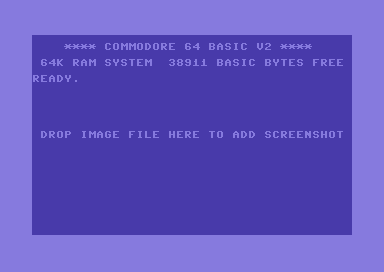 **** COMMODORE 64 BASIC V2 ****
64K RAM SYSTEM  38911 BASIC BYTES FREE
READY.
DROP IMAGE FILE HERE TO ADD SCREENSHOT